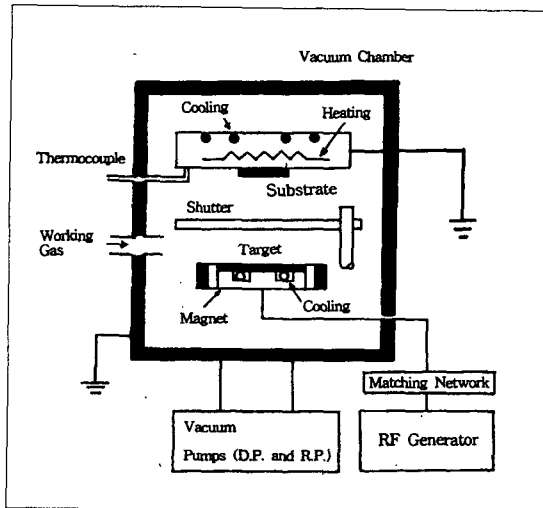 Vacuum Chamber
Cooling
Heating
Thermocouple
Substrate
Shutter
Working
Gas
Target
Cooling
Magnet
Matching Network
Vacuum
Pumps (D.P. and R.P.)
RF Generator